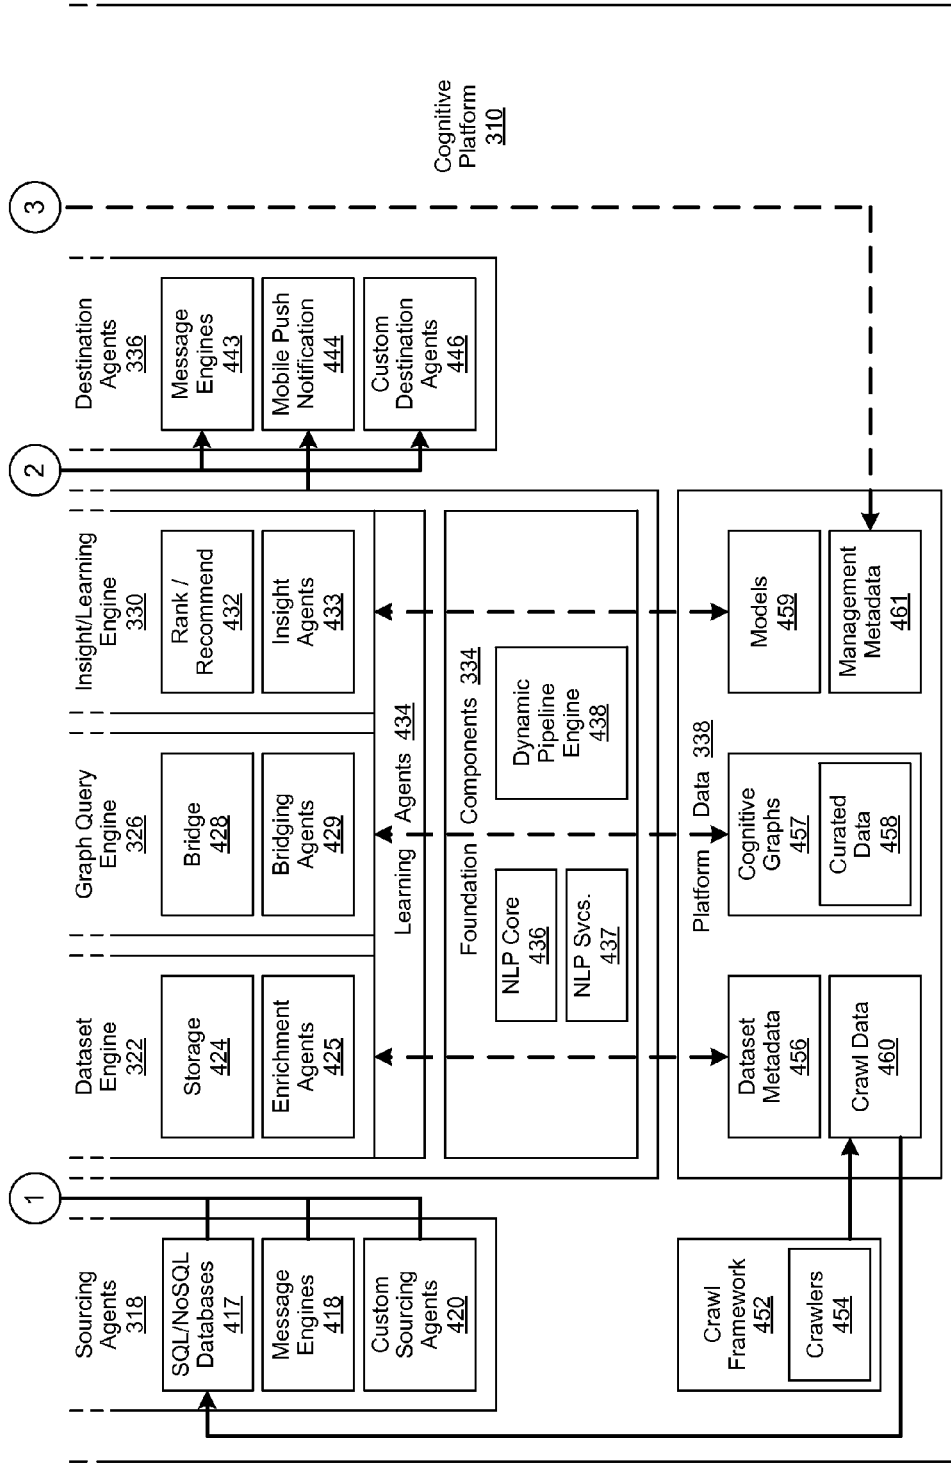 1
2
3
Sourcing
Agents
318
SQL/NoSQL
Databases
417
Message
Engines
418
Custom
Sourcing
Agents
420
Dataset
Engine
322
Storage
424
Enrichment
Agents
425
Graph Query
Engine
326
Bridge
428
Bridging
Agents
429
Insight/Learning
Engine
330
Rank /
Recommend
432
Insight
Agents
433
Learning Agents 434
Foundation Components 334
NLP Core
436
NLP Svcs.
437
Dynamic
Pipeline
Engine
438
Destination
Agents
336
Message
Engines
443
Mobile Push
Notification
444
Custom
Destination
Agents
446
Cognitive
Platform
310
Crawl
Framework
452
Crawlers
454
Platform Data 338
Dataset
Metadata
456
Crawl Data
460
Cognitive
Graphs
457
Curated
Data
458
Models
459
Management
Metadata
461